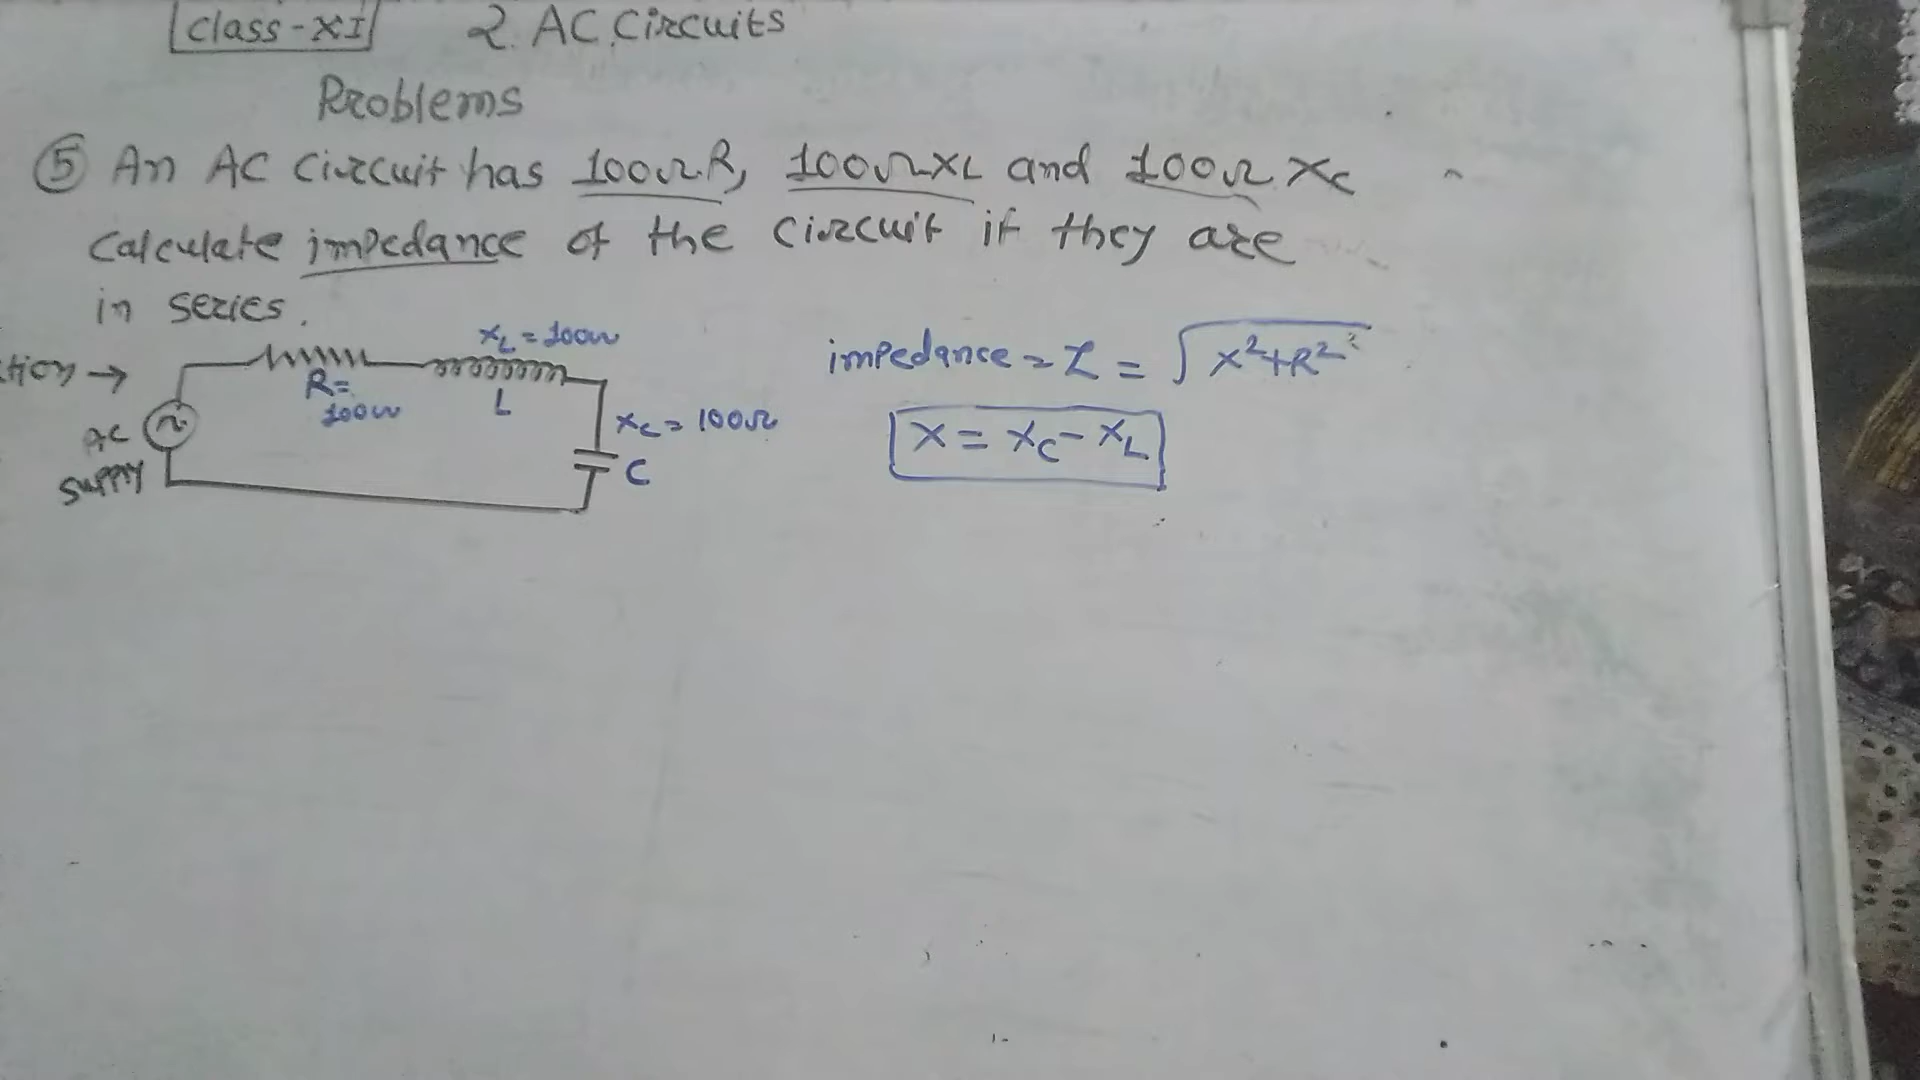 class-XI
2. AC Circuits
Problems
⑤ An AC Circuit has 100Ω R, 100Ω XL and 100Ω Xc
Calculate impedance of the circuit if they are
in series.
XL = 100Ω
R =
100Ω
L
AC
supply
Xc = 100Ω
C
impedance = Z = √X²+R²
X = XC - XL